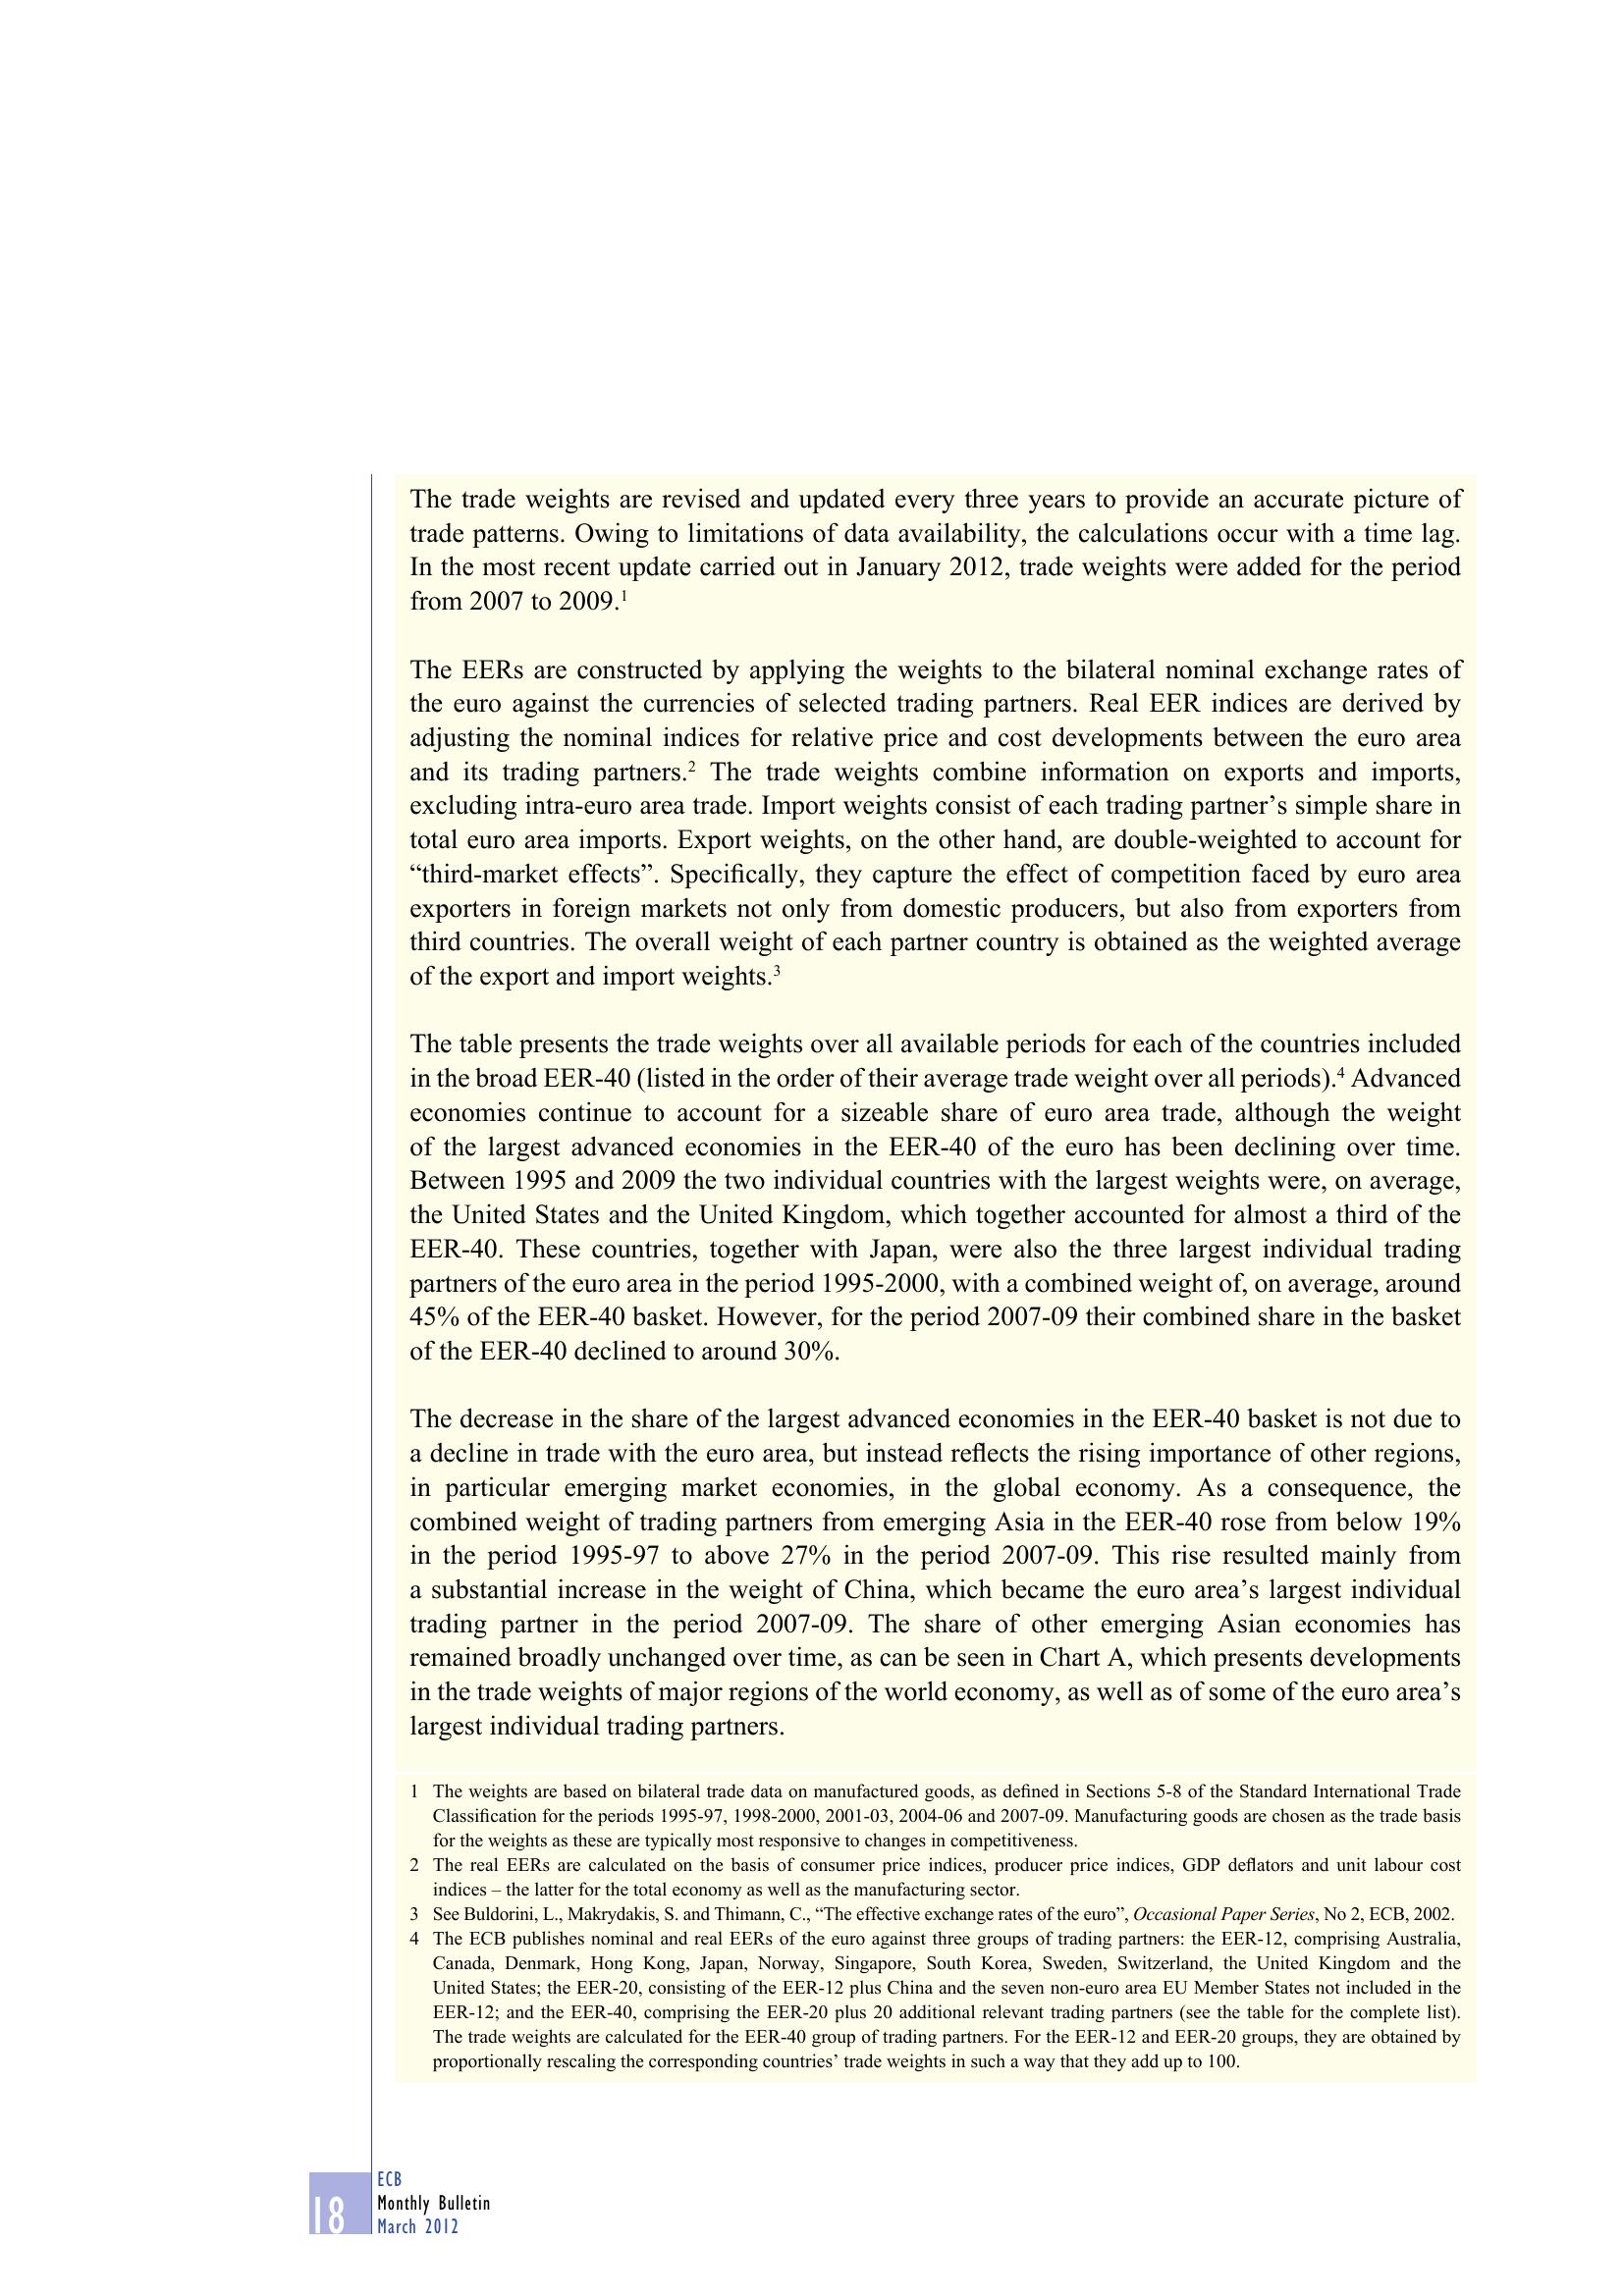 The trade weights are revised and updated every three years to provide an accurate picture of
trade patterns. Owing to limitations of data availability, the calculations occur with a time lag.
In the most recent update carried out in January 2012, trade weights were added for the period
from 2007 to 2009.1
The EERs are constructed by applying the weights to the bilateral nominal exchange rates of
the euro against the currencies of selected trading partners. Real EER indices are derived by
adjusting the nominal indices for relative price and cost developments between the euro area
and its trading partners.2 The trade weights combine information on exports and imports,
excluding intra-euro area trade. Import weights consist of each trading partner’s simple share in
total euro area imports. Export weights, on the other hand, are double-weighted to account for
“third-market effects”. Specifically, they capture the effect of competition faced by euro area
exporters in foreign markets not only from domestic producers, but also from exporters from
third countries. The overall weight of each partner country is obtained as the weighted average
of the export and import weights.3
The table presents the trade weights over all available periods for each of the countries included
in the broad EER-40 (listed in the order of their average trade weight over all periods).4 Advanced
economies continue to account for a sizeable share of euro area trade, although the weight
of the largest advanced economies in the EER-40 of the euro has been declining over time.
Between 1995 and 2009 the two individual countries with the largest weights were, on average,
the United States and the United Kingdom, which together accounted for almost a third of the
EER-40. These countries, together with Japan, were also the three largest individual trading
partners of the euro area in the period 1995-2000, with a combined weight of, on average, around
45% of the EER-40 basket. However, for the period 2007-09 their combined share in the basket
of the EER-40 declined to around 30%.
The decrease in the share of the largest advanced economies in the EER-40 basket is not due to
a decline in trade with the euro area, but instead reflects the rising importance of other regions,
in particular emerging market economies, in the global economy. As a consequence, the
combined weight of trading partners from emerging Asia in the EER-40 rose from below 19%
in the period 1995-97 to above 27% in the period 2007-09. This rise resulted mainly from
a substantial increase in the weight of China, which became the euro area’s largest individual
trading partner in the period 2007-09. The share of other emerging Asian economies has
remained broadly unchanged over time, as can be seen in Chart A, which presents developments
in the trade weights of major regions of the world economy, as well as of some of the euro area’s
largest individual trading partners.
1 The weights are based on bilateral trade data on manufactured goods, as defined in Sections 5-8 of the Standard International Trade
Classification for the periods 1995-97, 1998-2000, 2001-03, 2004-06 and 2007-09. Manufacturing goods are chosen as the trade basis
for the weights as these are typically most responsive to changes in competitiveness.
2 The real EERs are calculated on the basis of consumer price indices, producer price indices, GDP deflators and unit labour cost
indices – the latter for the total economy as well as the manufacturing sector.
3 See Buldorini, L., Makrydakis, S. and Thimann, C., “The effective exchange rates of the euro”, Occasional Paper Series, No 2, ECB, 2002.
4 The ECB publishes nominal and real EERs of the euro against three groups of trading partners: the EER-12, comprising Australia,
Canada, Denmark, Hong Kong, Japan, Norway, Singapore, South Korea, Sweden, Switzerland, the United Kingdom and the
United States; the EER-20, consisting of the EER-12 plus China and the seven non-euro area EU Member States not included in the
EER-12; and the EER-40, comprising the EER-20 plus 20 additional relevant trading partners (see the table for the complete list).
The trade weights are calculated for the EER-40 group of trading partners. For the EER-12 and EER-20 groups, they are obtained by
proportionally rescaling the corresponding countries’ trade weights in such a way that they add up to 100.
ECB
Monthly Bulletin
March 2012
18